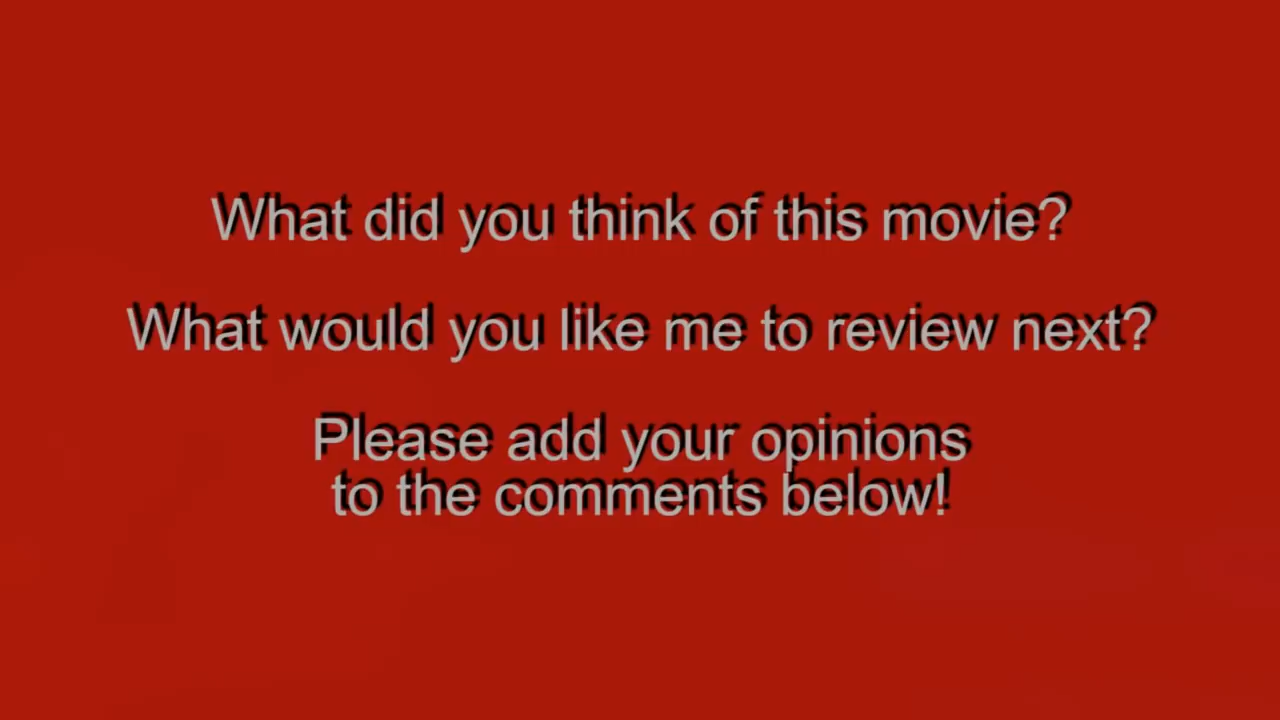 What did you think of this movie?
What would you like me to review next?
Please add your opinions
to the comments below!